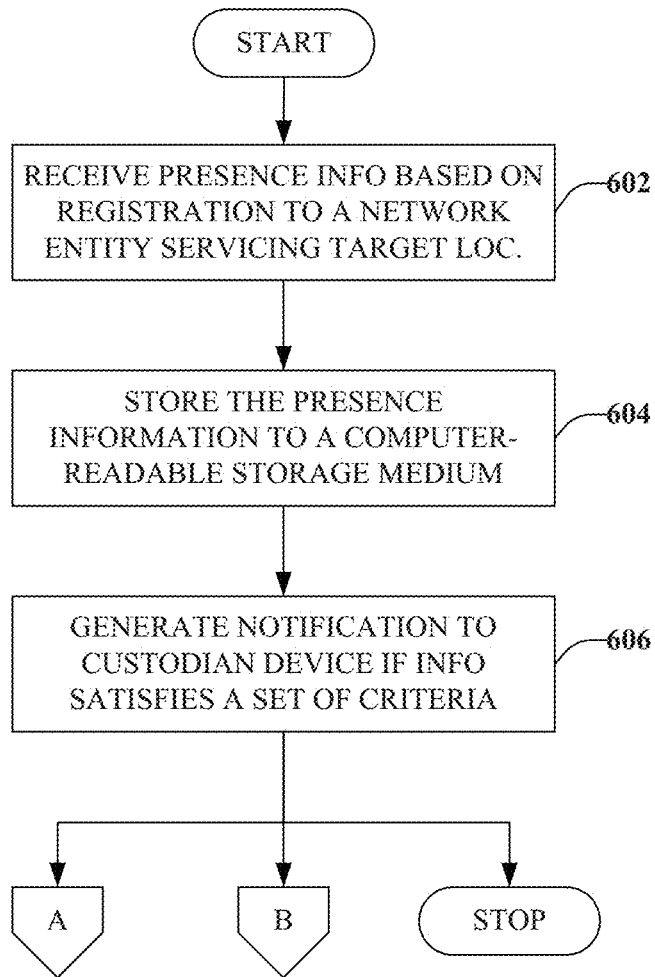 START
RECEIVE PRESENCE INFO BASED ON
REGISTRATION TO A NETWORK
ENTITY SERVICING TARGET LOC.
602
STORE THE PRESENCE
INFORMATION TO A COMPUTER-
READABLE STORAGE MEDIUM
604
GENERATE NOTIFICATION TO
CUSTODIAN DEVICE IF INFO
SATISFIES A SET OF CRITERIA
606
A
B
STOP